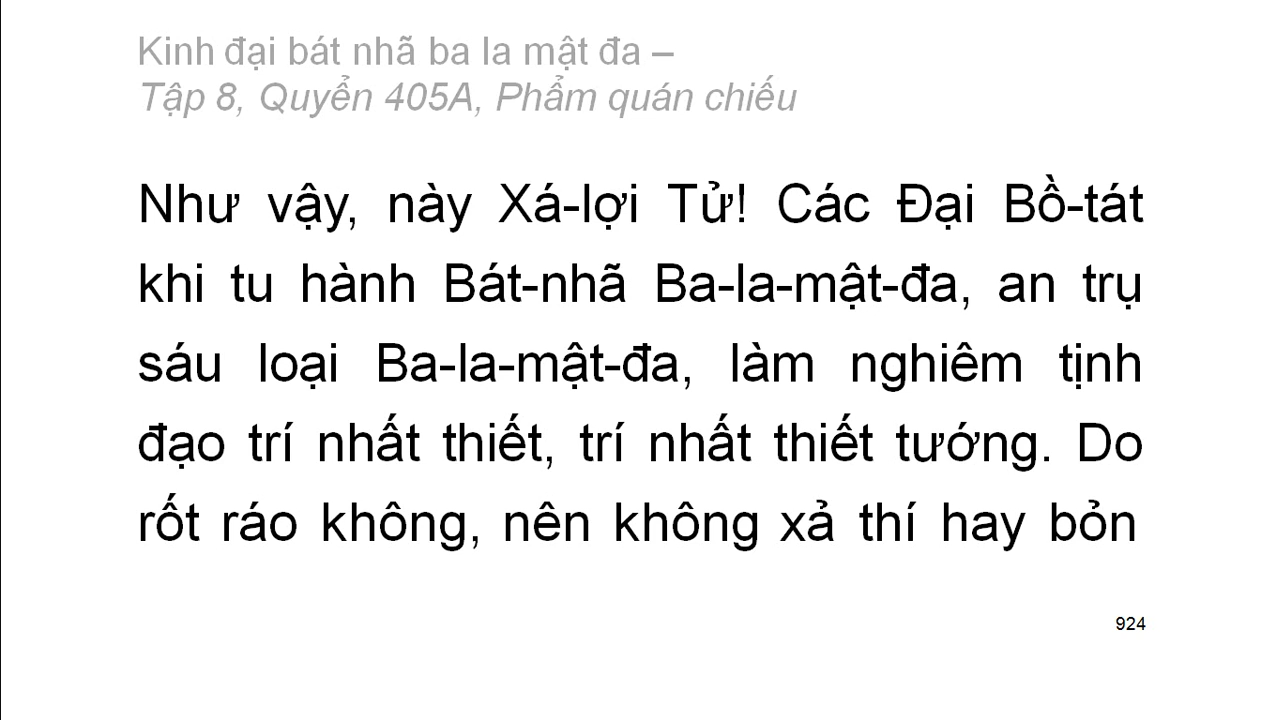 Kinh đại bát nhã ba la mật đa –
Tập 8, Quyển 405A, Phẩm quán chiếu
Như vậy, này Xá-lợi Tử! Các Đại Bồ-tát
khi tu hành Bát-nhã Ba-la-mật-đa, an trụ
sáu loại Ba-la-mật-đa, làm nghiêm tịnh
đạo trí nhất thiết, trí nhất thiết tướng. Do
rốt ráo không, nên không xả thí hay bỏn
924